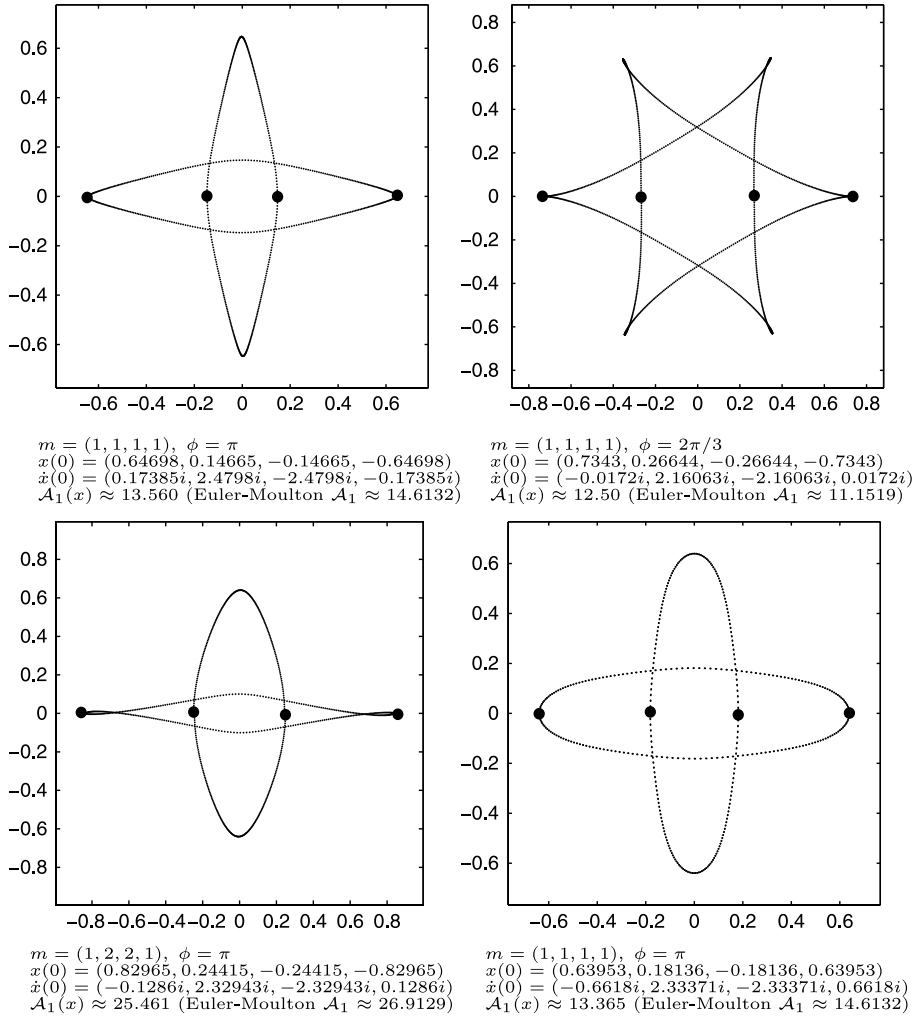 0.6
0.4
0.2
0
−0.2
−0.4
−0.6
−0.6 −0.4 −0.2 0 0.2 0.4 0.6
m = (1, 1, 1, 1), ϕ = π
x(0) = (0.64698, 0.14665, −0.14665, −0.64698)
ẋ(0) = (0.17385i, 2.4798i, −2.4798i, −0.17385i)
𝒜₁(x) ≈ 13.560 (Euler-Moulton 𝒜₁ ≈ 14.6132)
0.8
0.6
0.4
0.2
0
−0.2
−0.4
−0.6
−0.8
−0.8 −0.6 −0.4 −0.2 0 0.2 0.4 0.6 0.8
m = (1, 1, 1, 1), ϕ = 2π/3
x(0) = (0.7343, 0.26644, −0.26644, −0.7343)
ẋ(0) = (−0.0172i, 2.16063i, −2.16063i, 0.0172i)
𝒜₁(x) ≈ 12.50 (Euler-Moulton 𝒜₁ ≈ 11.1519)
0.8
0.6
0.4
0.2
0
−0.2
−0.4
−0.6
−0.8
−0.8 −0.6 −0.4 −0.2 0 0.2 0.4 0.6 0.8
m = (1, 2, 2, 1), ϕ = π
x(0) = (0.82965, 0.24415, −0.24415, −0.82965)
ẋ(0) = (−0.1286i, 2.32943i, −2.32943i, 0.1286i)
𝒜₁(x) ≈ 25.461 (Euler-Moulton 𝒜₁ ≈ 26.9129)
0.6
0.4
0.2
0
−0.2
−0.4
−0.6
−0.6 −0.4 −0.2 0 0.2 0.4 0.6
m = (1, 1, 1, 1), ϕ = π
x(0) = (0.63953, 0.18136, −0.18136, 0.63953)
ẋ(0) = (−0.6618i, 2.33371i, −2.33371i, 0.6618i)
𝒜₁(x) ≈ 13.365 (Euler-Moulton 𝒜₁ ≈ 14.6132)